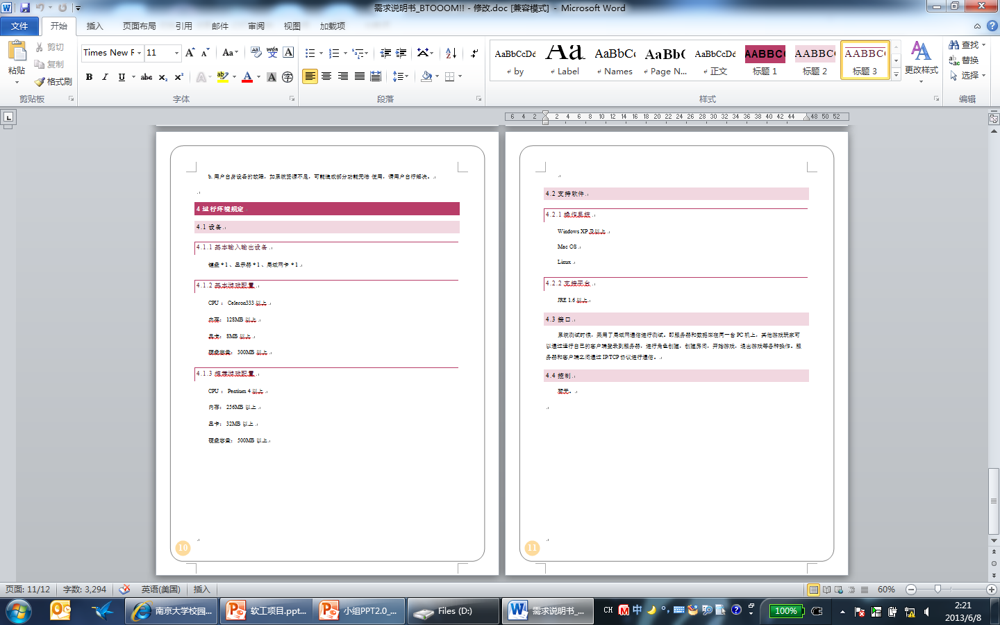 需求说明书_BTOOOM!! - 修改.doc [兼容模式] - Microsoft Word
文件 开始 插入 页面布局 引用 邮件 审阅 视图 加载项
粘贴 剪切 复制 格式刷
剪贴板
Times New R 11
字体
段落
AaBbCcDd Aa AaBbCc AaBbC AaBbCcDd AABBCC AABBCC AABBCC
by Label Names Page N... 正文 标题 1 标题 2 标题 3
更改样式
样式
查找
替换
选择
编辑
6 4 2 2 4 6 8 10 12 14 16 18 20 22 24 26 28 30 32 34 36 38 40 42 44 48 50 52
b. 用户自身设备的故障，如系统资源不足，可能造成部分功能无法 使用，请用户自行解决。
4 运行环境规定
4.1 设备
4.1.1 基本输入输出设备
键盘＊1 、显示器＊1 、局域网卡＊1
4.1.2 基本游戏配置
CPU ： Celeron333 以上
内存： 128MB 以上
显卡： 8MB 以上
硬盘容量： 300MB 以上
4.1.3 推荐游戏配置
CPU ： Pentium 4 以上
内存： 256MB 以上
显卡： 32MB 以上
硬盘容量： 500MB 以上
10
4.2 支持软件
4.2.1 操作系统
Windows XP 及以上
Mac OS
Linux
4.2.2 支持平台
JRE 1.6 以上
4.3 接口
系统测试时候，采用了局域网通信进行测试。即服务器和数据库在同一台 PC 机上，其他游戏玩家可
以通过运行自己的客户端登录到服务器，进行角色创建，创建房间，开始游戏，退出游戏等各种操作。服
务器和客户端之间通过 IP/TCP 协议进行通信。
4.4 控制
暂无。
11
页面: 11/12 字数: 3,294 英语(美国) 插入 60%
南京大学校园... 软工项目.ppt... 小组PPT2.0_... Files (D:) 需求说明书_... CH 中 100% 2:21
2013/6/8